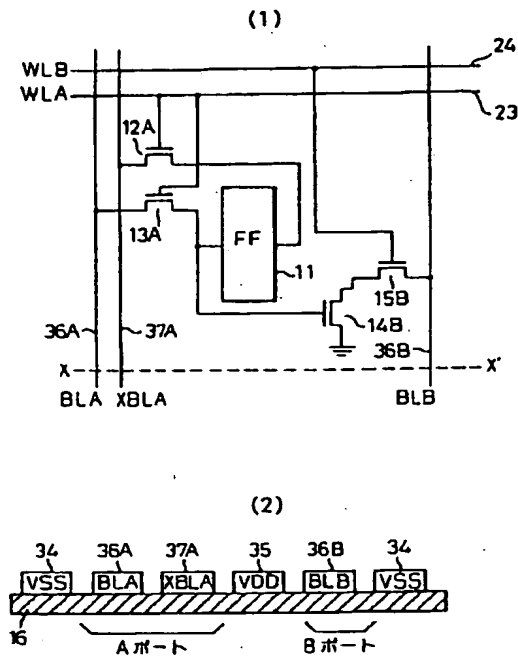 (1)
24
WLB
WLA
23
12A
13A
FF
11
15B
14B
36A
37A
36B
X
X'
BLA XBLA BLB
(2)
34 36A 37A 35 36B 34
VSS BLA XBLA VDD BLB VSS
16
Aポート Bポート